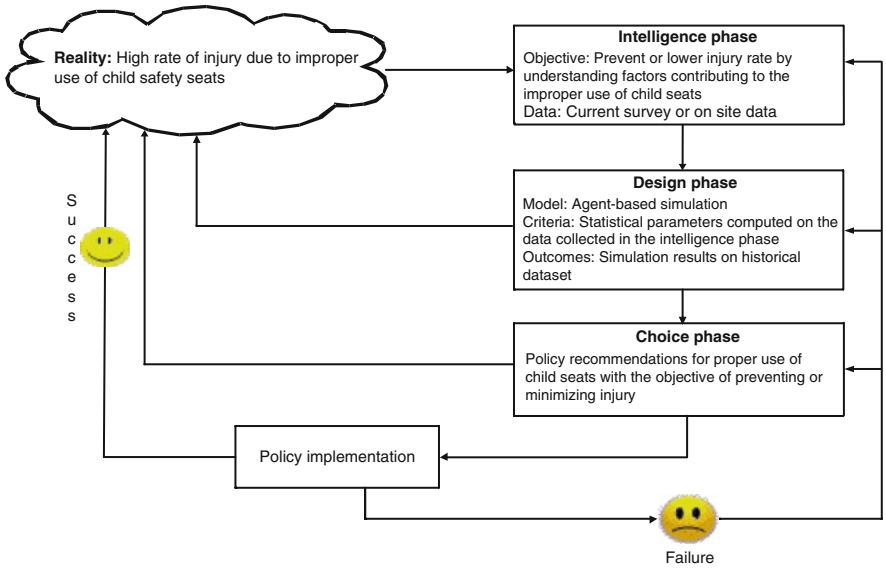 Reality: High rate of injury due to improper
use of child safety seats
Intelligence phase
Objective: Prevent or lower injury rate by
understanding factors contributing to the
improper use of child seats
Data: Current survey or on site data
Design phase
Model: Agent-based simulation
Criteria: Statistical parameters computed on the
data collected in the intelligence phase
Outcomes: Simulation results on historical
dataset
Choice phase
Policy recommendations for proper use of
child seats with the objective of preventing or
minimizing injury
Policy implementation
Success
Failure